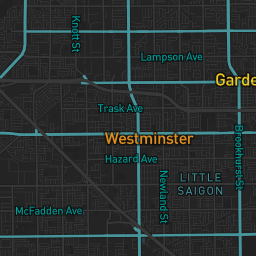 Knott St
Lampson Ave
Garde
Trask Ave
Westminster
Hazard Ave
Brookhurst St
Newland St
LITTLE
SAIGON
McFadden Ave